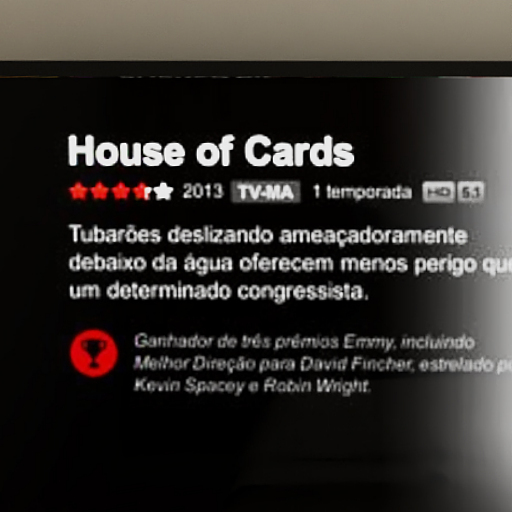 House of Cards
2013 TV-MA 1 temporada HD 5.1
Tubarões deslizando ameaçadoramente
debaixo da água oferecem menos perigo que
um determinado congressista.
Ganhador de três prêmios Emmy, incluindo
Melhor Direção para David Fincher, estrelado po
Kevin Spacey e Robin Wright.